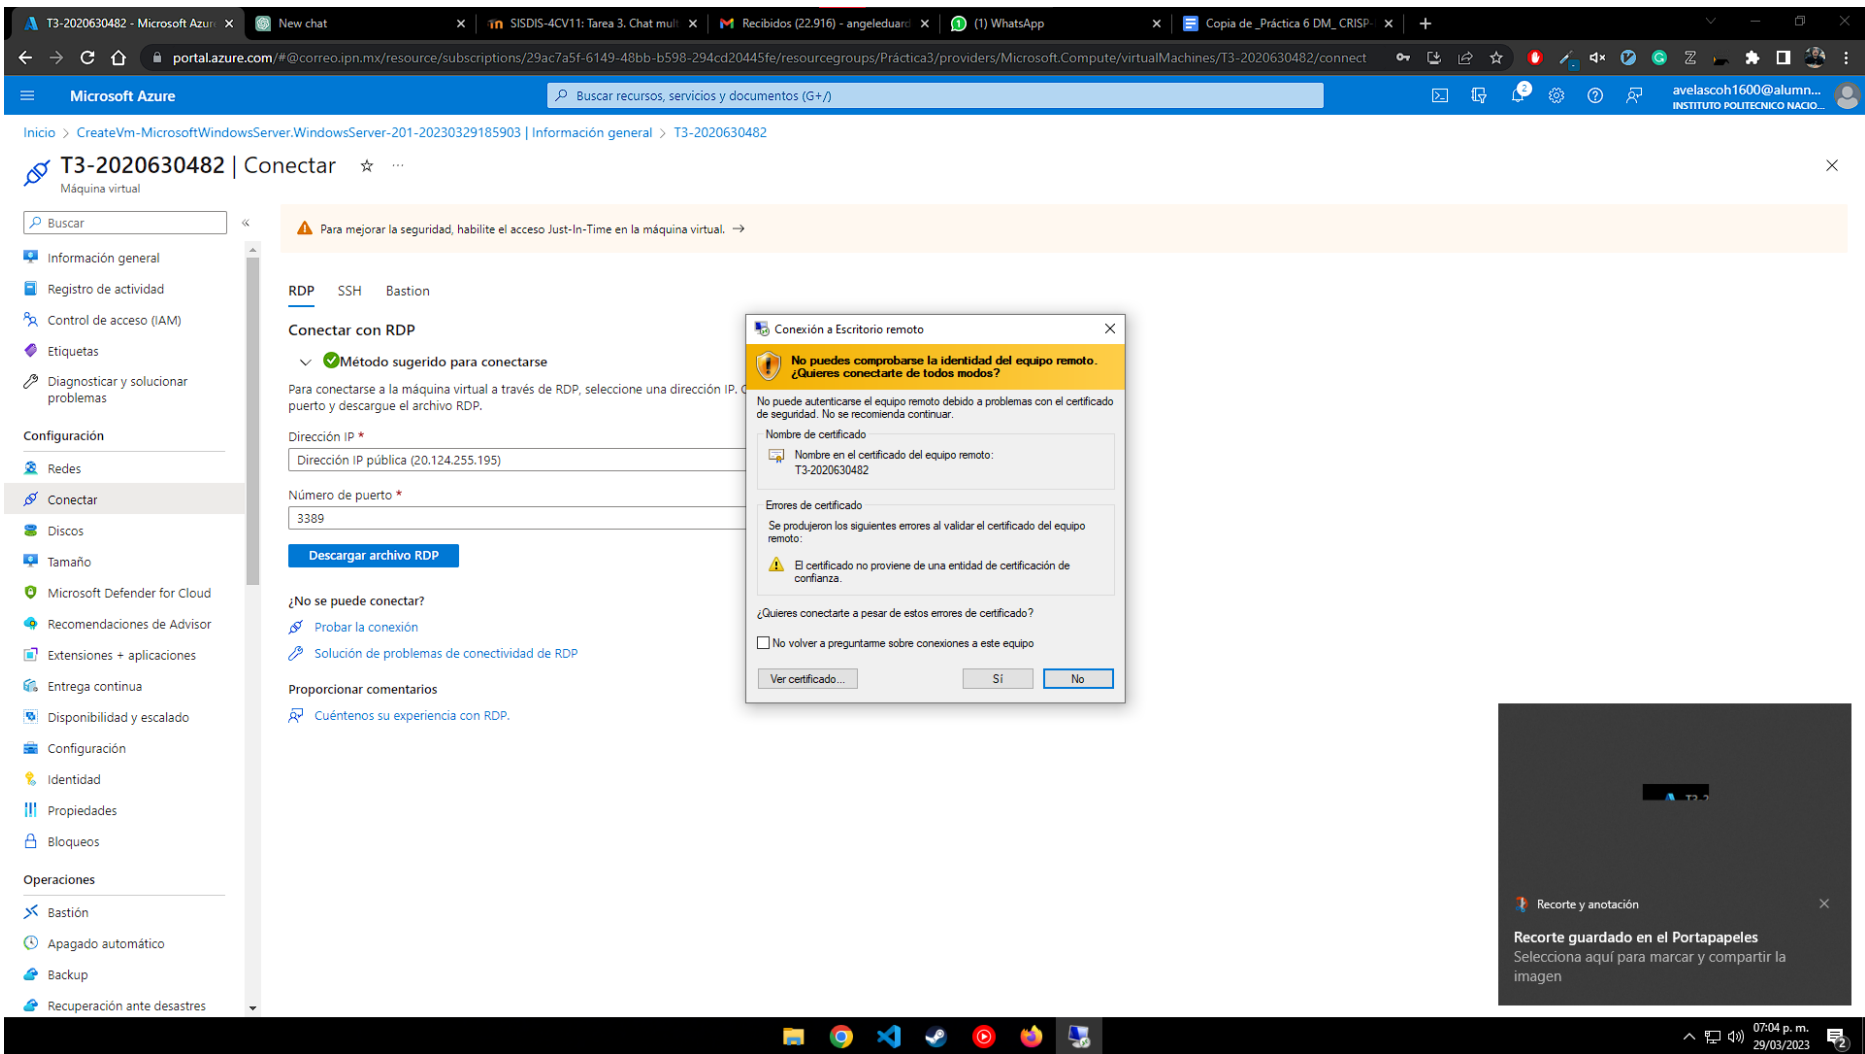 T3-2020630482 - Microsoft Azur
New chat
SISDIS-4CV11: Tarea 3. Chat mult
Recibidos (22.916) - angeleduard
(1) WhatsApp
Copia de _Práctica 6 DM_ CRISP-
portal.azure.com/#@correo.ipn.mx/resource/subscriptions/29ac7a5f-6149-48bb-b598-294cd20445fe/resourcegroups/Práctica3/providers/Microsoft.Compute/virtualMachines/T3-2020630482/connect
Microsoft Azure
Buscar recursos, servicios y documentos (G+/)
2
avelascoh1600@alumn...
INSTITUTO POLITECNICO NACIO...
Inicio > CreateVm-MicrosoftWindowsServer.WindowsServer-201-20230329185903 | Información general > T3-2020630482
T3-2020630482 | Conectar
Máquina virtual
Buscar
Información general
Registro de actividad
Control de acceso (IAM)
Etiquetas
Diagnosticar y solucionar
problemas
Configuración
Redes
Conectar
Discos
Tamaño
Microsoft Defender for Cloud
Recomendaciones de Advisor
Extensiones + aplicaciones
Entrega continua
Disponibilidad y escalado
Configuración
Identidad
Propiedades
Bloqueos
Operaciones
Bastión
Apagado automático
Backup
Recuperación ante desastres
Para mejorar la seguridad, habilite el acceso Just-In-Time en la máquina virtual. →
RDP
SSH
Bastion
Conectar con RDP
Método sugerido para conectarse
Para conectarse a la máquina virtual a través de RDP, seleccione una dirección IP.
puerto y descargue el archivo RDP.
Dirección IP *
Dirección IP pública (20.124.255.195)
Número de puerto *
3389
Descargar archivo RDP
¿No se puede conectar?
Probar la conexión
Solución de problemas de conectividad de RDP
Proporcionar comentarios
Cuéntenos su experiencia con RDP.
Conexión a Escritorio remoto
No puedes comprobarse la identidad del equipo remoto.
¿Quieres conectarte de todos modos?
No puede autenticarse el equipo remoto debido a problemas con el certificado
de seguridad. No se recomienda continuar.
Nombre de certificado
Nombre en el certificado del equipo remoto:
T3-2020630482
Errores de certificado
Se produjeron los siguientes errores al validar el certificado del equipo
remoto:
El certificado no proviene de una entidad de certificación de
confianza.
¿Quieres conectarte a pesar de estos errores de certificado?
No volver a preguntarme sobre conexiones a este equipo
Ver certificado...
Sí
No
T3-2
Recorte y anotación
Recorte guardado en el Portapapeles
Selecciona aquí para marcar y compartir la
imagen
07:04 p. m.
29/03/2023
2